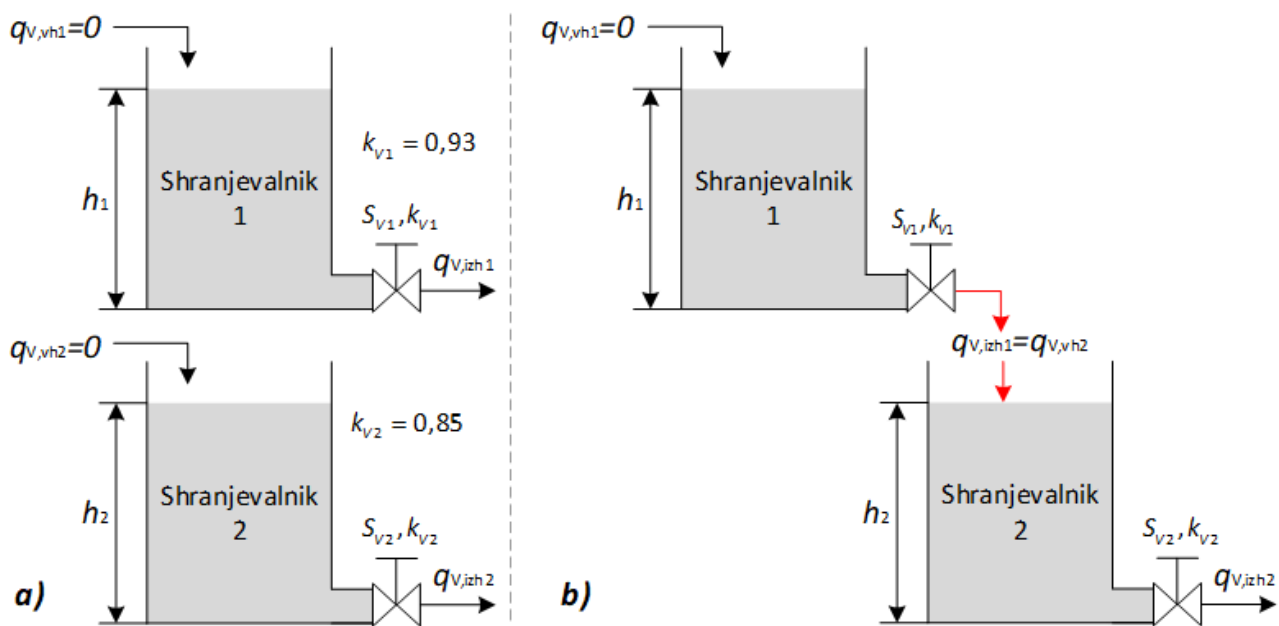 qV,vh1=0
h1
Shranjevalnik
1
kV1 = 0,93
SV1, kV1
qV,izh1
qV,vh2=0
h2
Shranjevalnik
2
kV2 = 0,85
SV2, kV2
qV,izh2
a)
qV,vh1=0
h1
Shranjevalnik
1
SV1, kV1
qV,izh1=qV,vh2
h2
Shranjevalnik
2
SV2, kV2
qV,izh2
b)